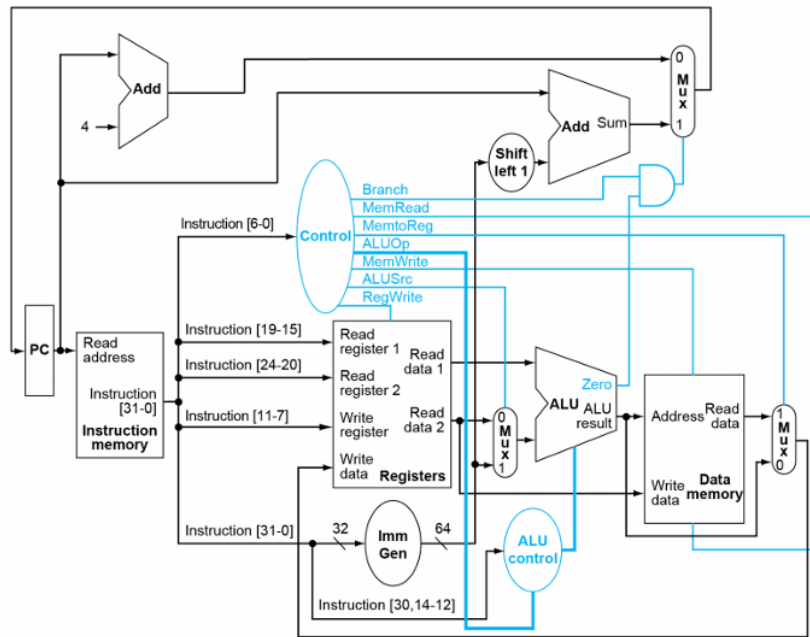 0
Mux
1
Add
4
Add Sum
Shift
left 1
Branch
MemRead
MemtoReg
ALUOp
MemWrite
ALUSrc
RegWrite
Control
Instruction [6-0]
PC
Read
address
Instruction
[31-0]
Instruction
memory
Instruction [19-15]
Instruction [24-20]
Instruction [11-7]
Read
register 1
Read
data 1
Read
register 2
Write
register
Read
data 2
Write
data
Registers
0
Mux
1
Zero
ALU
ALU
result
Address
Read
data
Write
data
Data
memory
1
Mux
0
Instruction [31-0]
32
Imm
Gen
64
ALU
control
Instruction [30,14-12]